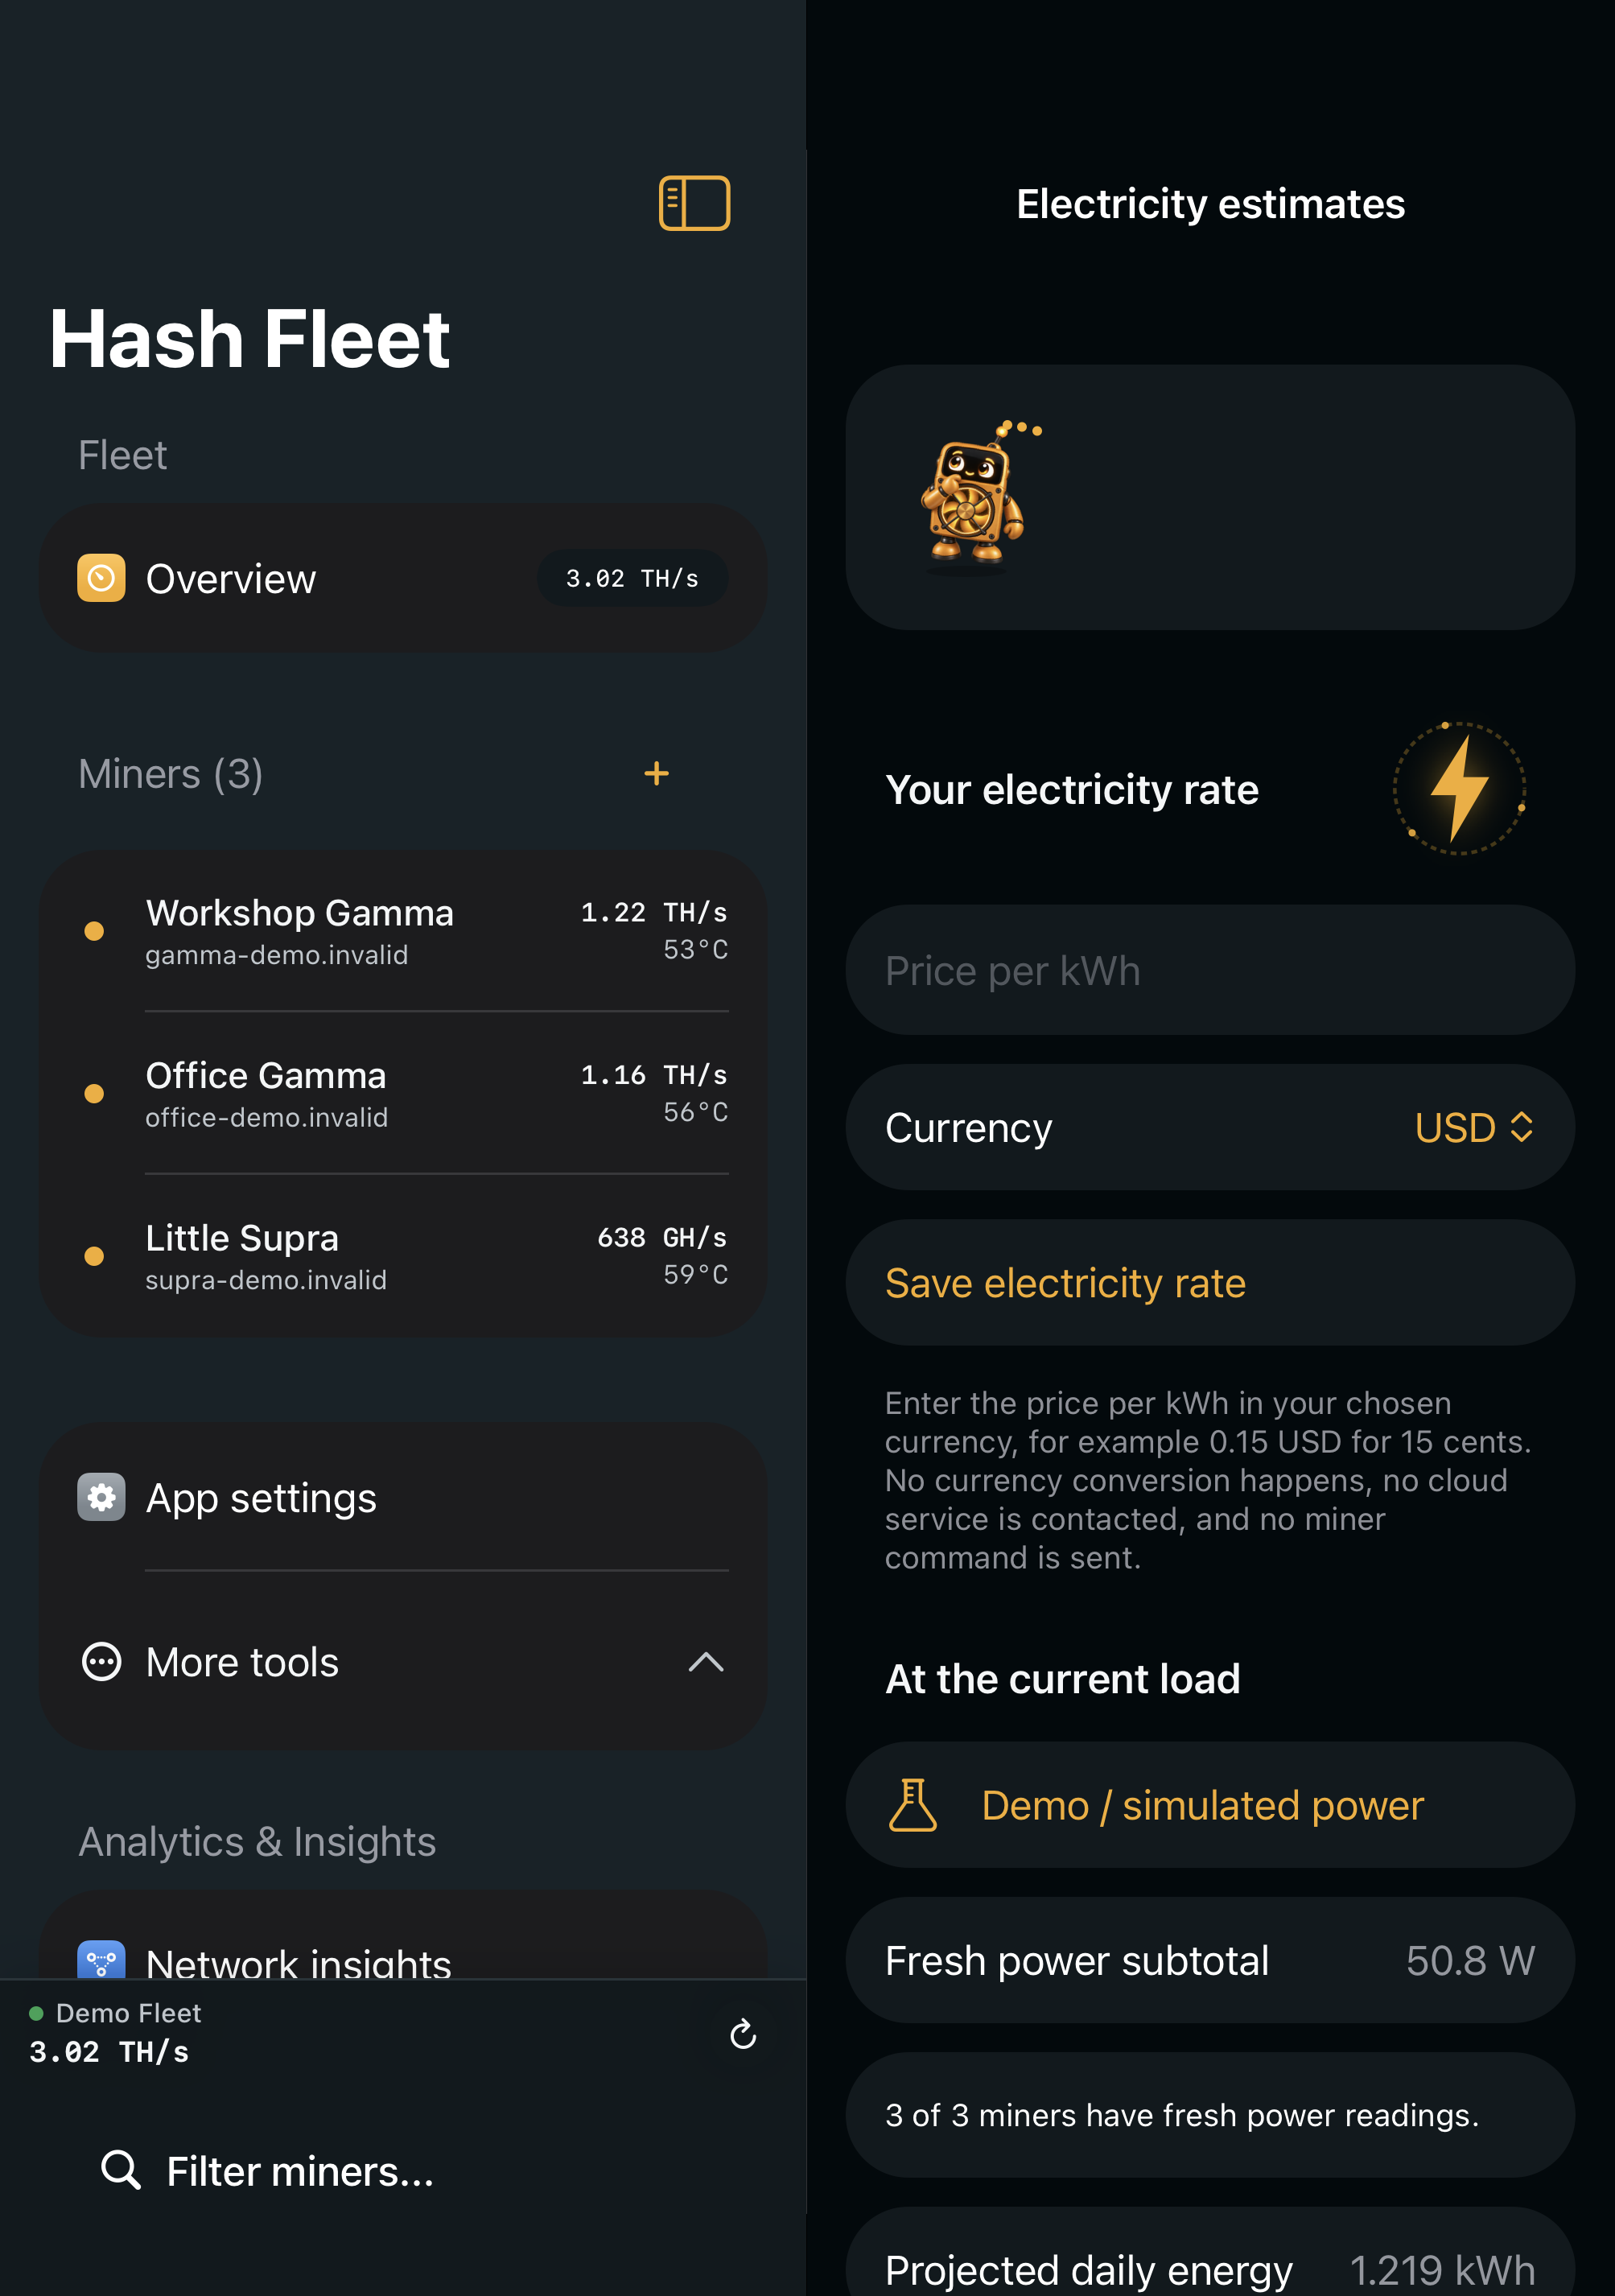 Hash Fleet
Fleet
Overview
3.02 TH/s
Miners (3)
+
Workshop Gamma
1.22 TH/s
gamma-demo.invalid
53°C
Office Gamma
1.16 TH/s
office-demo.invalid
56°C
Little Supra
638 GH/s
supra-demo.invalid
59°C
App settings
More tools
Analytics & Insights
Network insights
Demo Fleet
3.02 TH/s
Filter miners...
Electricity estimates
Your electricity rate
Price per kWh
Currency
USD
Save electricity rate
Enter the price per kWh in your chosen
currency, for example 0.15 USD for 15 cents.
No currency conversion happens, no cloud
service is contacted, and no miner
command is sent.
At the current load
Demo / simulated power
Fresh power subtotal
50.8 W
3 of 3 miners have fresh power readings.
Projected daily energy
1.219 kWh